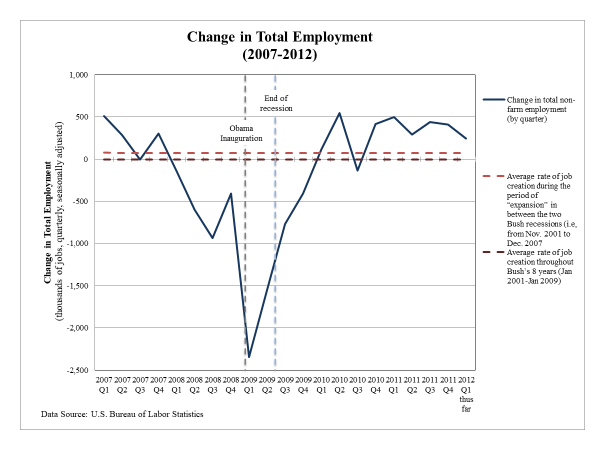 Change in Total Employment
(2007-2012)
1,000
500
0
-500
-1,000
-1,500
-2,000
-2,500
Change in Total Employment
(thousands of jobs, quarterly, seasonally adjusted)
Obama
Inauguration
End of
recession
2007 2007 2007 2007 2008 2008 2008 2008 2009 2009 2009 2009 2010 2010 2010 2010 2011 2011 2011 2011 2012
Q1 Q2 Q3 Q4 Q1 Q2 Q3 Q4 Q1 Q2 Q3 Q4 Q1 Q2 Q3 Q4 Q1 Q2 Q3 Q4 Q1
thus
far
Change in total non-
farm employment
(by quarter)
Average rate of job
creation during the
period of
"expansion" in
between the two
Bush recessions (i.e,
from Nov. 2001 to
Dec. 2007
Average rate of job
creation throughout
Bush's 8 years (Jan
2001-Jan 2009)
Data Source: U.S. Bureau of Labor Statistics